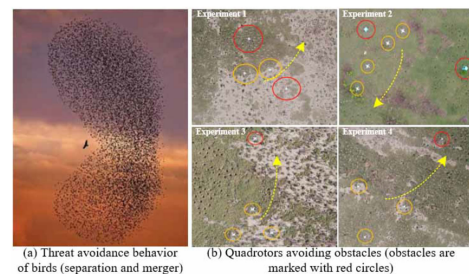 Experiment 1
Experiment 2
Experiment 3
Experiment 4
(a) Threat avoidance behavior
of birds (separation and merger)
(b) Quadrotors avoiding obstacles (obstacles are
marked with red circles)